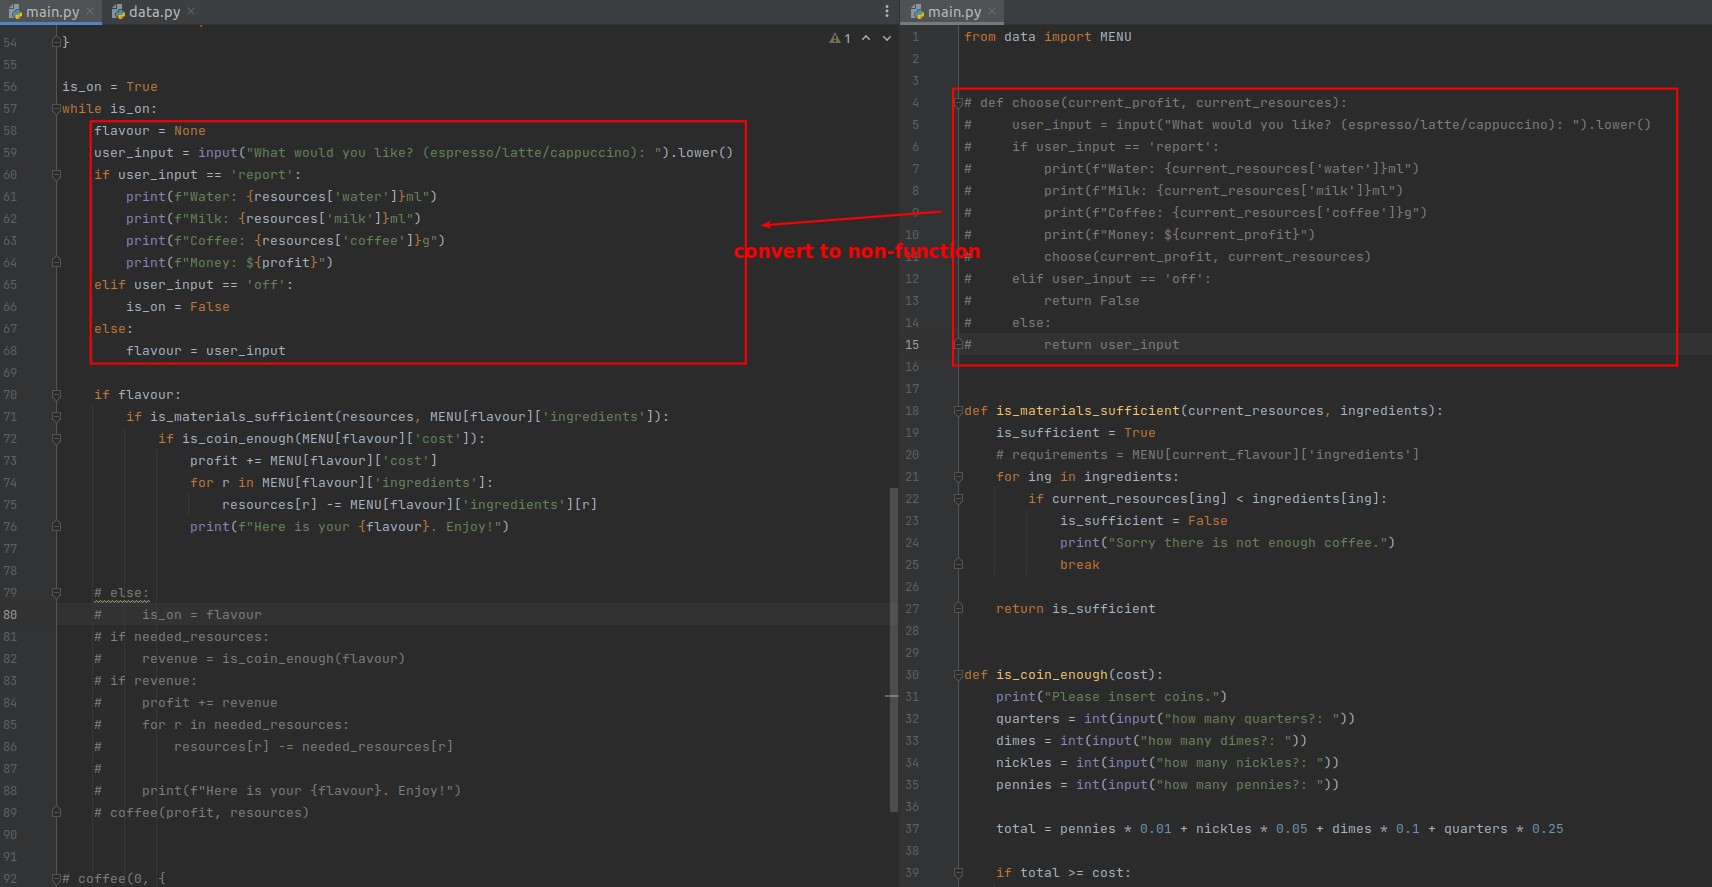 main.py
data.py
1
54 }
55
56 is_on = True
57 while is_on:
58     flavour = None
59     user_input = input("What would you like? (espresso/latte/cappuccino): ").lower()
60     if user_input == 'report':
61         print(f"Water: {resources['water']}ml")
62         print(f"Milk: {resources['milk']}ml")
63         print(f"Coffee: {resources['coffee']}g")
64         print(f"Money: ${profit}")
65     elif user_input == 'off':
66         is_on = False
67     else:
68         flavour = user_input
69
70     if flavour:
71         if is_materials_sufficient(resources, MENU[flavour]['ingredients']):
72             if is_coin_enough(MENU[flavour]['cost']):
73                 profit += MENU[flavour]['cost']
74                 for r in MENU[flavour]['ingredients']:
75                     resources[r] -= MENU[flavour]['ingredients'][r]
76                 print(f"Here is your {flavour}. Enjoy!")
77
78
79     # else:
80     #     is_on = flavour
81     # if needed_resources:
82     #     revenue = is_coin_enough(flavour)
83     # if revenue:
84     #     profit += revenue
85     #     for r in needed_resources:
86     #         resources[r] -= needed_resources[r]
87     #
88     #     print(f"Here is your {flavour}. Enjoy!")
89     # coffee(profit, resources)
90
91
92 # coffee(0, {
convert to non-function
main.py
1 from data import MENU
2
3
4 # def choose(current_profit, current_resources):
5 #     user_input = input("What would you like? (espresso/latte/cappuccino): ").lower()
6 #     if user_input == 'report':
7 #         print(f"Water: {current_resources['water']}ml")
8 #         print(f"Milk: {current_resources['milk']}ml")
9 #         print(f"Coffee: {current_resources['coffee']}g")
10 #         print(f"Money: ${current_profit}")
11 #         choose(current_profit, current_resources)
12 #     elif user_input == 'off':
13 #         return False
14 #     else:
15 #         return user_input
16
17
18 def is_materials_sufficient(current_resources, ingredients):
19     is_sufficient = True
20     # requirements = MENU[current_flavour]['ingredients']
21     for ing in ingredients:
22         if current_resources[ing] < ingredients[ing]:
23             is_sufficient = False
24             print("Sorry there is not enough coffee.")
25             break
26
27     return is_sufficient
28
29
30 def is_coin_enough(cost):
31     print("Please insert coins.")
32     quarters = int(input("how many quarters?: "))
33     dimes = int(input("how many dimes?: "))
34     nickles = int(input("how many nickles?: "))
35     pennies = int(input("how many pennies?: "))
36
37     total = pennies * 0.01 + nickles * 0.05 + dimes * 0.1 + quarters * 0.25
38
39     if total >= cost: